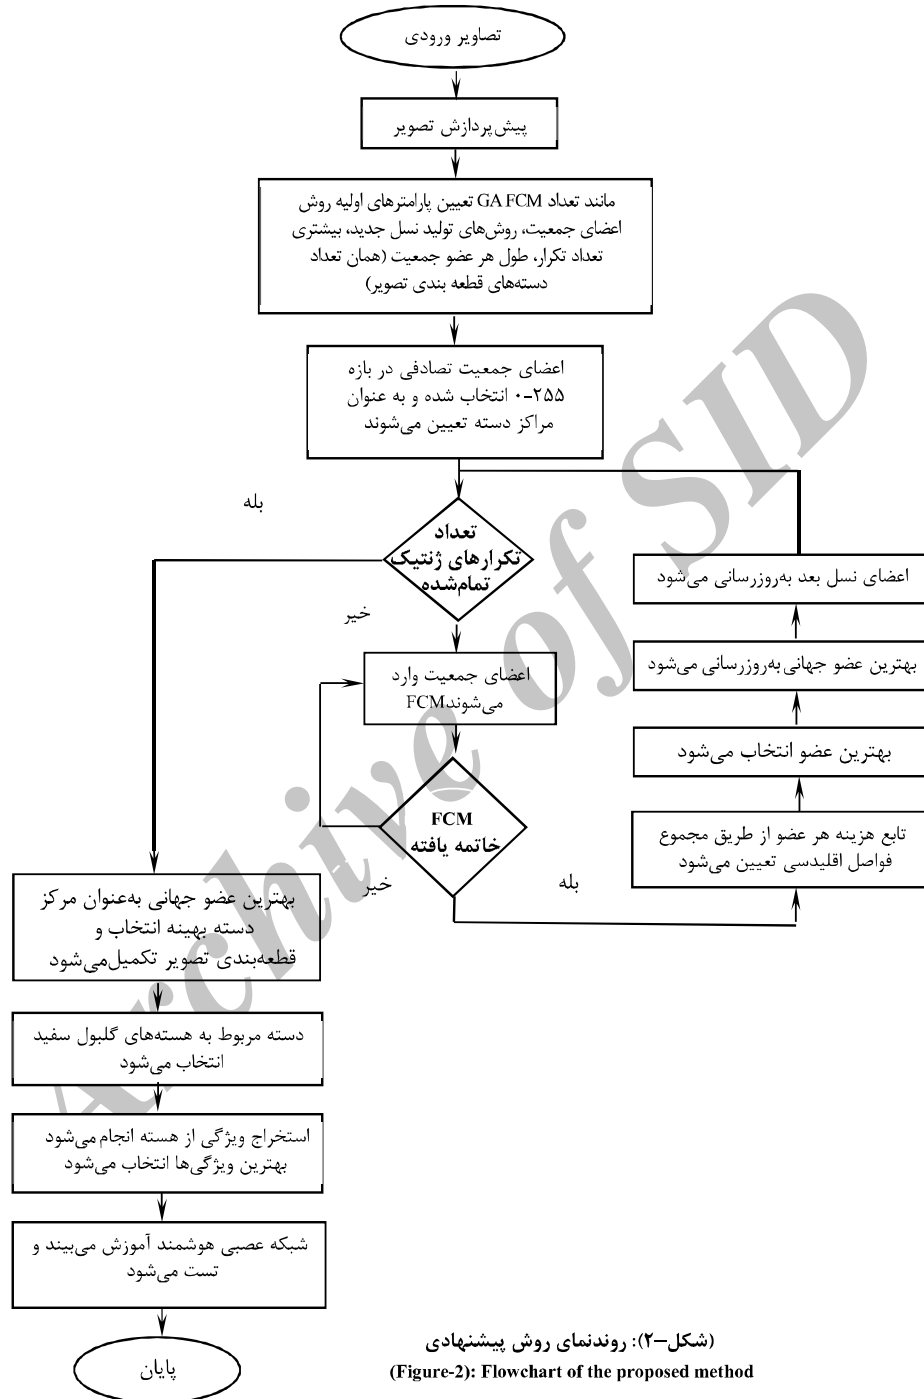 تصاویر ورودی
پیش‌پردازش تصویر
مانند تعداد GA FCM تعیین پارامترهای اولیه روش
اعضای جمعیت، روش‌های تولید نسل جدید، بیشتری
تعداد تکرار، طول هر عضو جمعیت (همان تعداد
دسته‌های قطعه بندی تصویر)
اعضای جمعیت تصادفی در بازه
۰-۲۵۵ انتخاب شده و به عنوان
مراکز دسته تعیین می‌شوند
بله
تعداد
تکرارهای ژنتیک
تمام‌شده
خیر
اعضای جمعیت وارد
می‌شوندFCM
FCM
خاتمه یافته
خیر
بله
اعضای نسل بعد به‌روزرسانی می‌شود
بهترین عضو جهانی به‌روزرسانی می‌شود
بهترین عضو انتخاب می‌شود
تابع هزینه هر عضو از طریق مجموع
فواصل اقلیدسی تعیین می‌شود
بهترین عضو جهانی به‌عنوان مرکز
دسته بهینه انتخاب و
قطعه‌بندی تصویر تکمیل‌می‌شود
دسته مربوط به هسته‌های گلبول سفید
انتخاب می‌شود
استخراج ویژگی از هسته انجام می‌شود
بهترین ویژگی‌ها انتخاب می‌شود
شبکه عصبی هوشمند آموزش می‌بیند و
تست می‌شود
پایان
(شکل–۲): روندنمای روش پیشنهادی
(Figure-2): Flowchart of the proposed method
Archive of SID